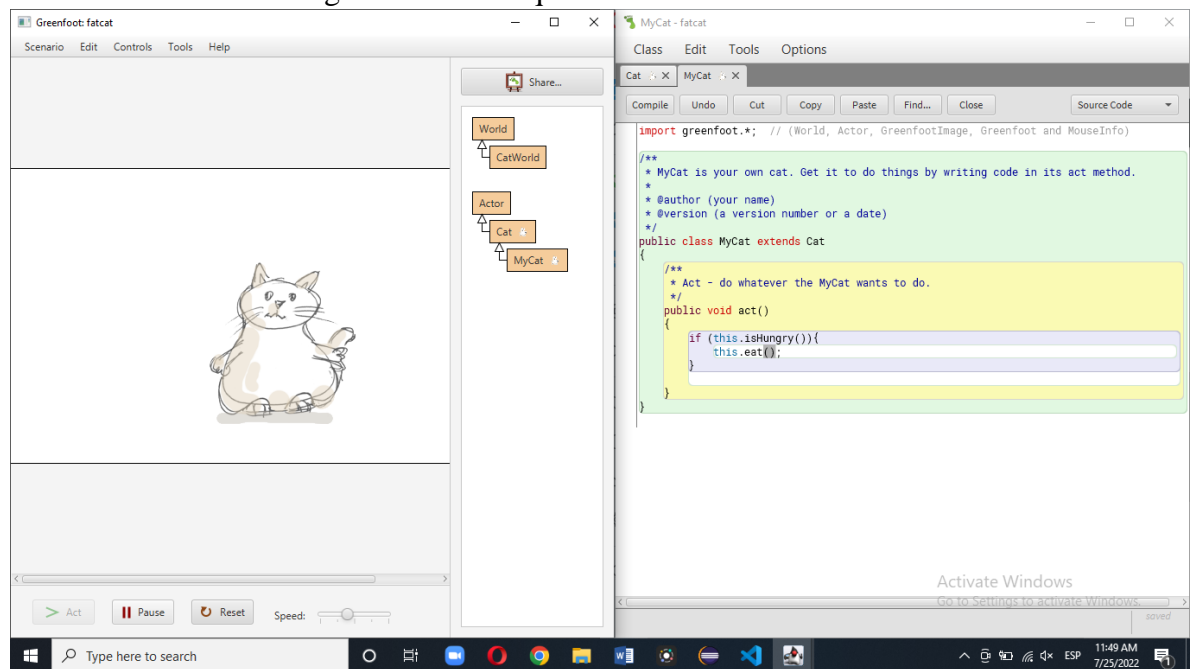 Greenfoot: fatcat
Scenario Edit Controls Tools Help
Share...
World
CatWorld
Actor
Cat
MyCat
> Act Pause Reset Speed:
MyCat - fatcat
Class Edit Tools Options
Cat X MyCat X
Compile Undo Cut Copy Paste Find... Close Source Code
import greenfoot.*; // (World, Actor, GreenfootImage, Greenfoot and MouseInfo)
/**
* MyCat is your own cat. Get it to do things by writing code in its act method.
*
* @author (your name)
* @version (a version number or a date)
*/
public class MyCat extends Cat
{
/**
* Act - do whatever the MyCat wants to do.
*/
public void act()
{
if (this.isHungry()){
this.eat();
}
}
}
Activate Windows
Go to Settings to activate Windows.
saved
Type here to search
ESP
11:49 AM
7/25/2022
1